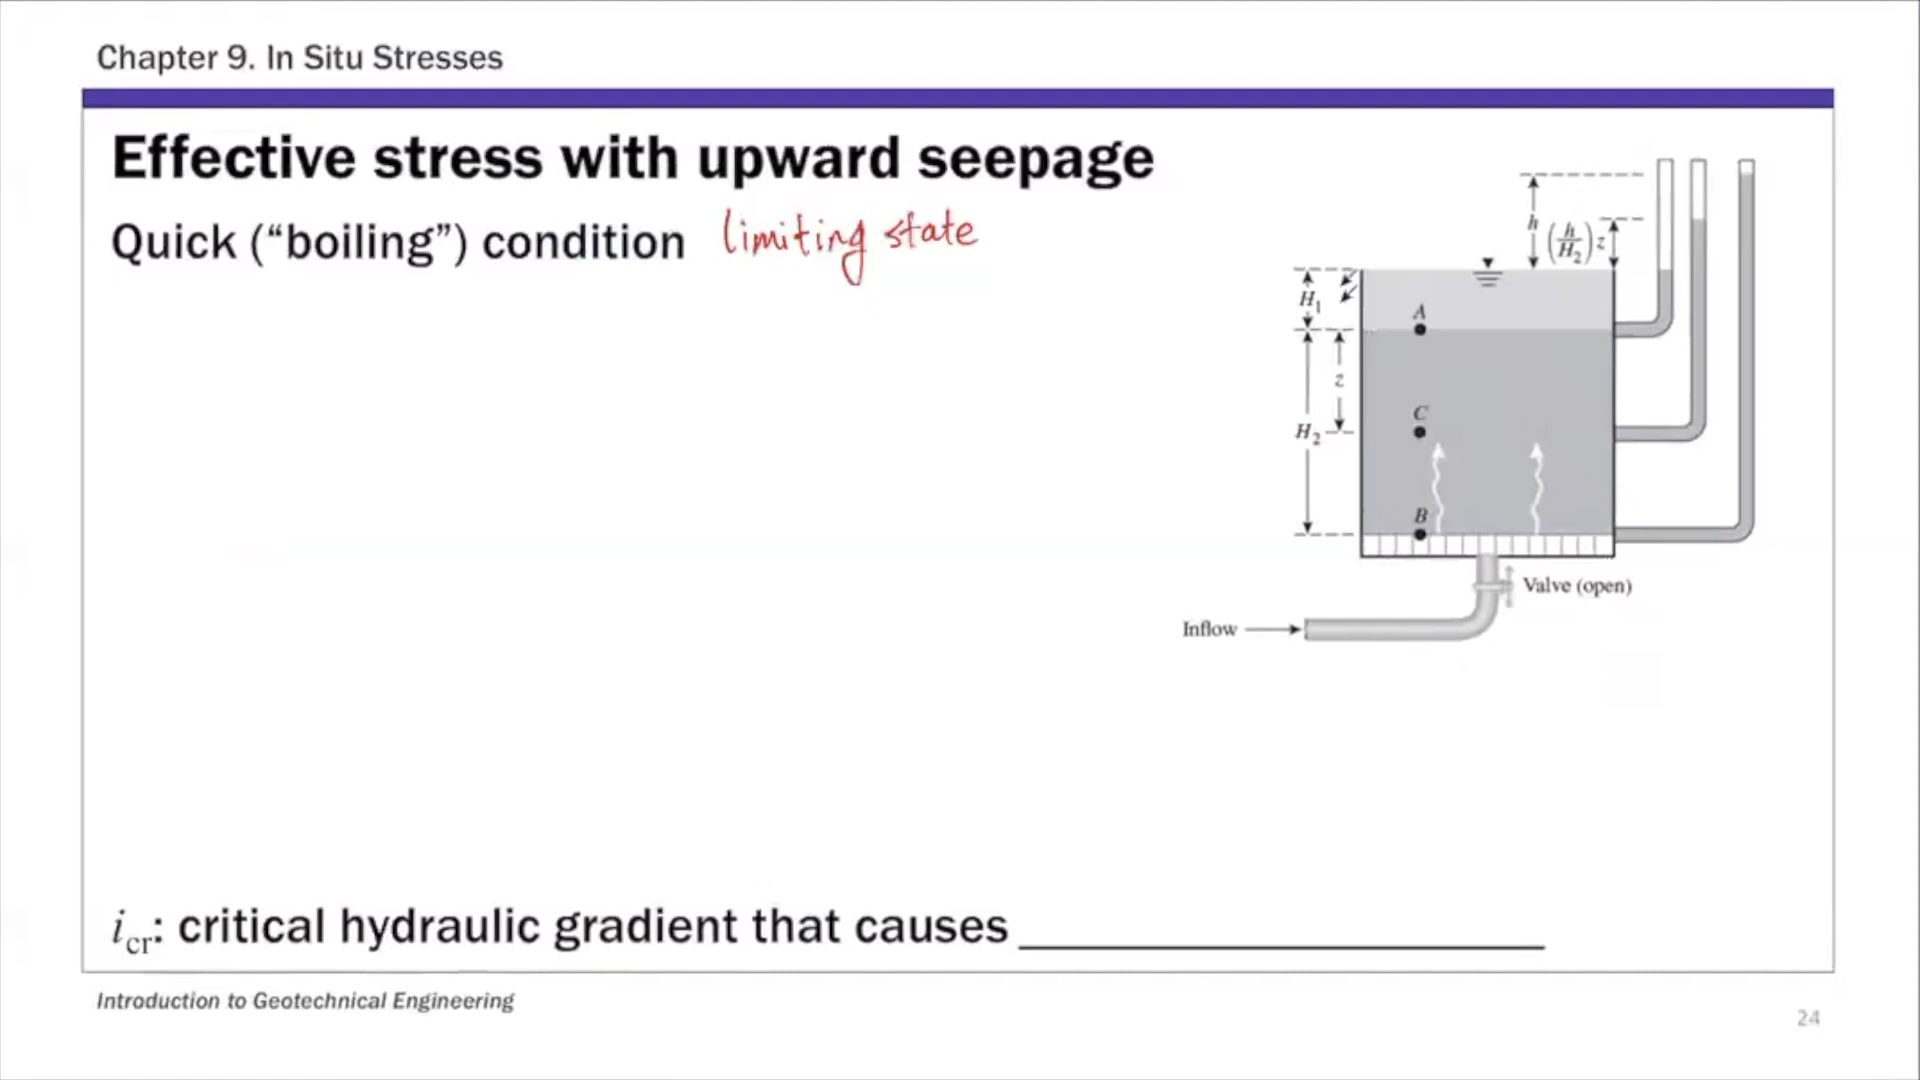 Chapter 9. In Situ Stresses
Effective stress with upward seepage
Quick (“boiling”) condition limiting state
h
(h/H₂) z
H₁
A
z
C
H₂
B
Valve (open)
Inflow
i_cr: critical hydraulic gradient that causes ____________________
Introduction to Geotechnical Engineering
24